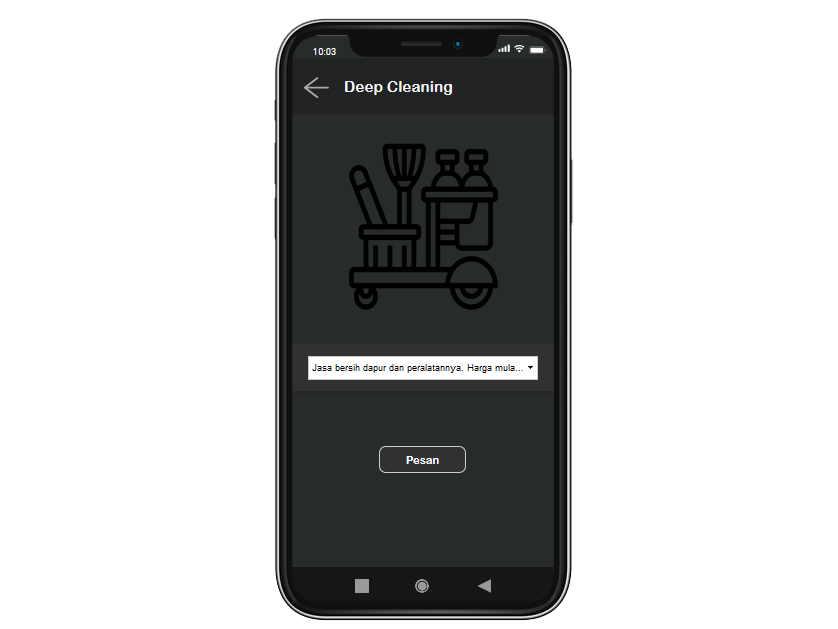 10:03
Deep Cleaning
Jasa bersih dapur dan peralatannya. Harga mula...
Pesan